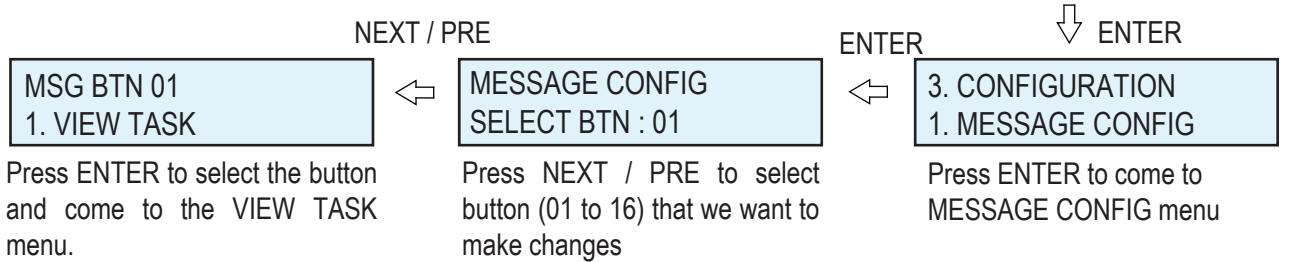 NEXT / PRE
ENTER
ENTER
MSG BTN 01
1. VIEW TASK
MESSAGE CONFIG
SELECT BTN : 01
3. CONFIGURATION
1. MESSAGE CONFIG
Press ENTER to select the button
and come to the VIEW TASK
menu.
Press NEXT / PRE to select
button (01 to 16) that we want to
make changes
Press ENTER to come to
MESSAGE CONFIG menu